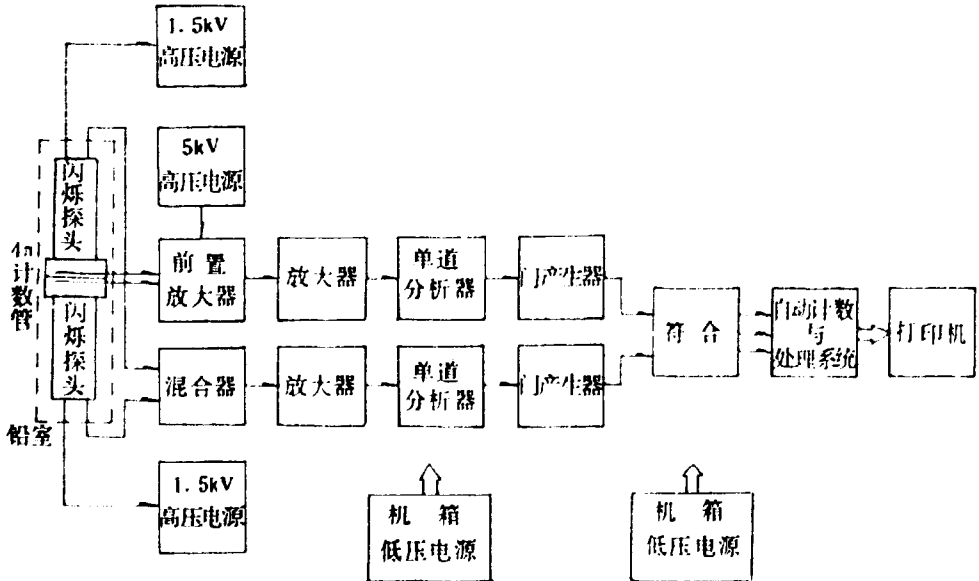 1.5kV
高压电源
5kV
高压电源
闪烁探头
计数管
闪烁探头
铅室
前置
放大器
放大器
单道
分析器
门产生器
混合器
放大器
单道
分析器
门产生器
符合
自动计数
与
处理系统
打印机
1.5kV
高压电源
机箱
低压电源
机箱
低压电源